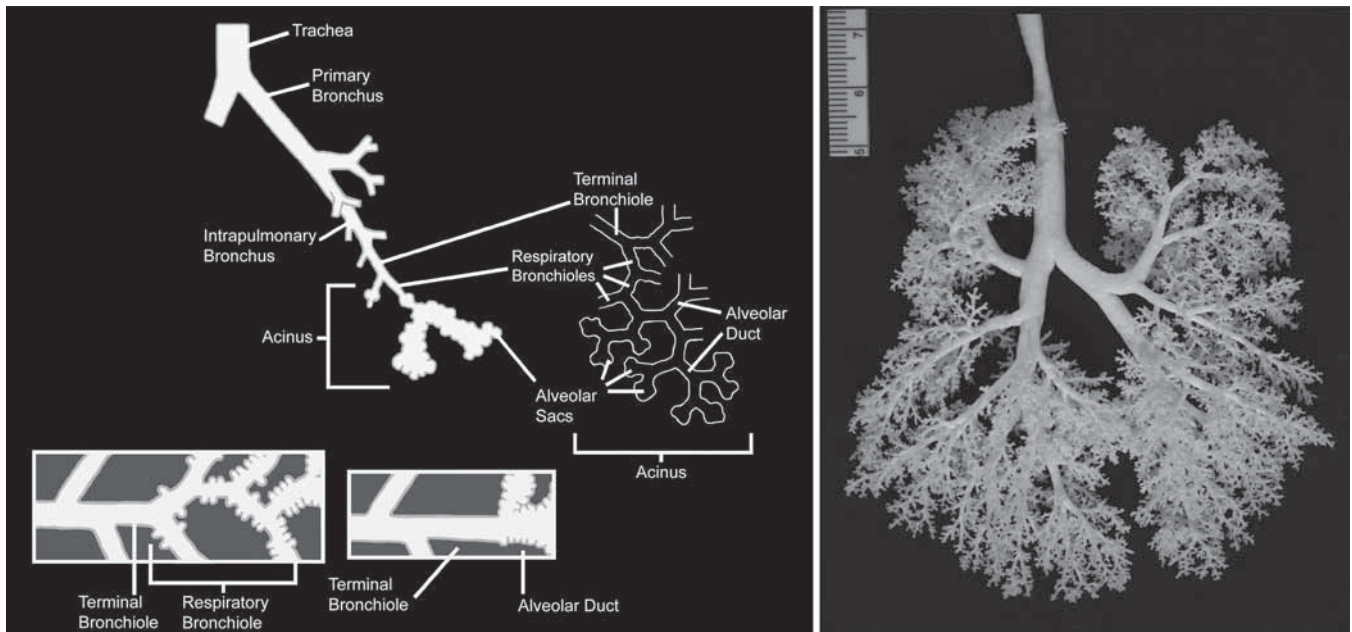 Trachea
Primary
Bronchus
Terminal
Bronchiole
Intrapulmonary
Bronchus
Respiratory
Bronchioles
Acinus
Alveolar
Duct
Alveolar
Sacs
Acinus
Terminal
Bronchiole
Respiratory
Bronchiole
Terminal
Bronchiole
Alveolar Duct
7
6
5